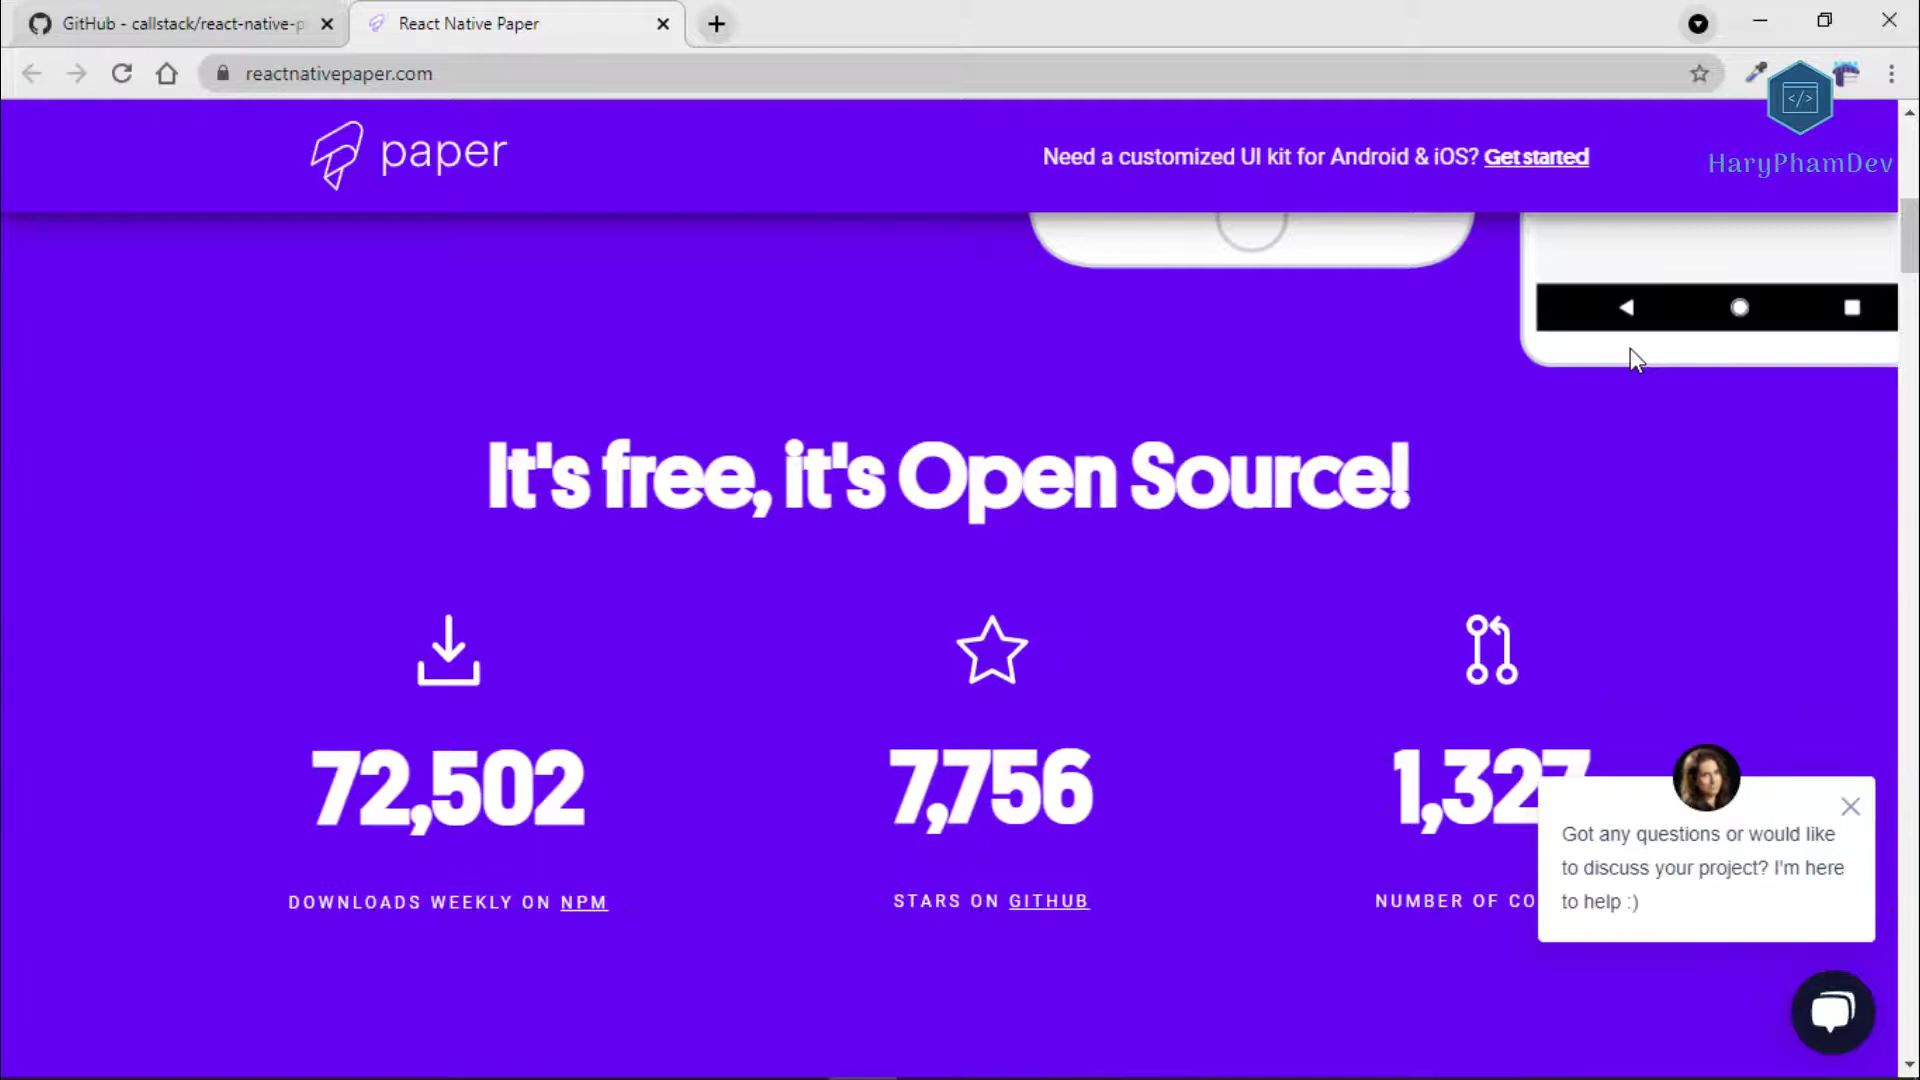 GitHub - callstack/react-native-p
React Native Paper
reactnativepaper.com
paper
Need a customized UI kit for Android & iOS? Get started
</>
HaryPhamDev
It's free, it's Open Source!
72,502
7,756
1,327
DOWNLOADS WEEKLY ON NPM
STARS ON GITHUB
NUMBER OF CO
Got any questions or would like
to discuss your project? I'm here
to help :)